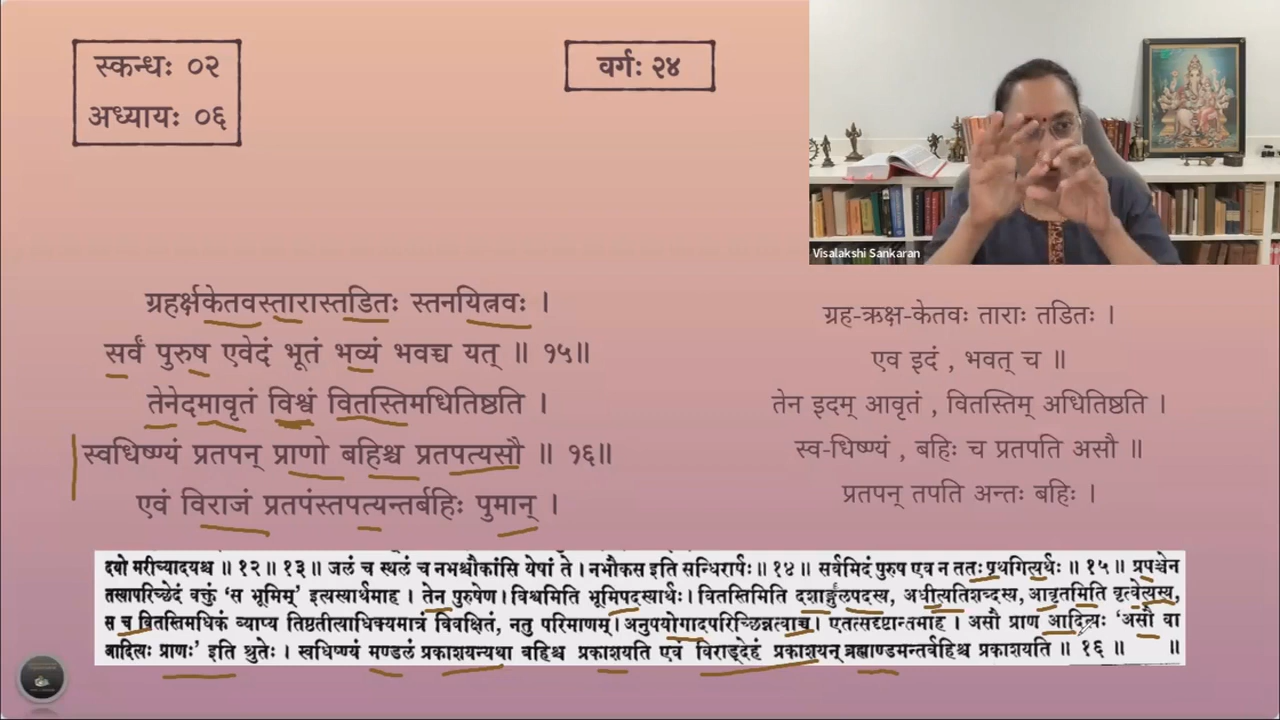 स्कन्धः ०२
अध्यायः ०६
वर्गः २४
Visalakshi Sankaran
ग्रहर्क्षकेतवस्तारास्तडितः स्तनयित्नवः ।
सर्वं पुरुष एवेदं भूतं भव्यं भवच्च यत् ॥ १५॥
तेनेदमावृतं विश्वं वितस्तिमधितिष्ठति ।
स्वधिष्ण्यं प्रतपन् प्राणो बहिश्च प्रतपत्यसौ ॥ १६॥
एवं विराजं प्रतपंस्तपत्यन्तर्बहिः पुमान् ।
ग्रह-ऋक्ष-केतवः ताराः तडितः ।
एव इदं , भवत् च ॥
तेन इदम् आवृतं , वितस्तिम् अधितिष्ठति ।
स्व-धिष्ण्यं , बहिः च प्रतपति असौ ॥
प्रतपन् तपति अन्तः बहिः ।
दयो मरीच्यादयश्च ॥ १२ ॥ १३ ॥ जलं च स्थलं च नभश्चौकांसि येषां ते । नभौकस इति सन्धिरार्षः ॥ १४ ॥ सर्वमिदं पुरुष एव न ततः पृथगित्यर्थः ॥ १५ ॥ प्रपञ्चेन
तस्यापरिच्छेदं वक्तुं 'स भूमिम्' इत्यस्यार्थमाह । तेन पुरुषेण । विश्वमिति भूमिपदस्यार्थः । वितस्तिमिति दशाङ्गुलपदस्य, अधीत्यतिशब्दस्य, आवृतमिति वृत्वेत्यस्य,
स च वितस्तिमधिकं व्याप्य तिष्ठतीत्याधिक्यमात्रं विवक्षितं, नतु परिमाणम् । अनुपयोगादपरिच्छिन्नत्वाच्च । एतत्सदृष्टान्तमाह । असौ प्राण आदित्यः 'असौ वा
आदित्यः प्राणः' इति श्रुतेः । स्वधिष्ण्यं मण्डलं प्रकाशयन्यथा बहिश्च प्रकाशयति एवं विराड्देहं प्रकाशयन् ब्रह्माण्डमन्तर्बहिश्च प्रकाशयति ॥ १६ ॥ ॥